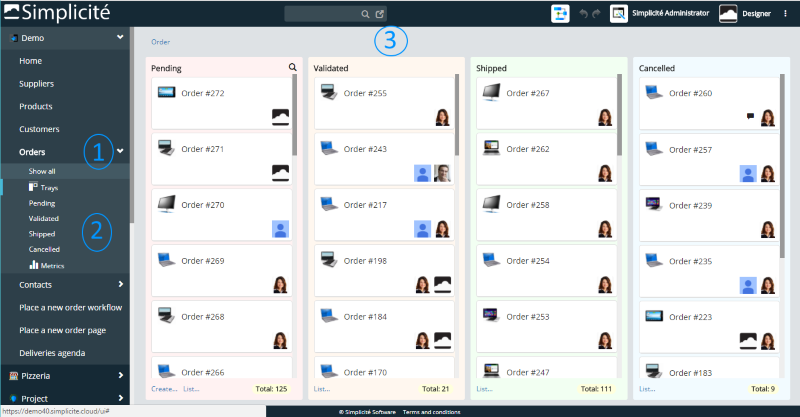 Simplicité
Simplicité Administrator
Designer
Demo
Home
Suppliers
Products
Customers
Orders
1
Show all
Trays
Pending
Validated
2
Shipped
Cancelled
Metrics
Contacts
Place a new order workflow
Place a new order page
Deliveries agenda
Pizzeria
Project
https://demo40.simplicite.cloud/ui#
Order
3
Pending
Order #272
Order #271
Order #270
Order #269
Order #268
Order #266
Create... List... Total: 125
Validated
Order #255
Order #243
Order #217
Order #198
Order #184
Order #170
List... Total: 21
Shipped
Order #267
Order #262
Order #258
Order #254
Order #253
Order #247
List... Total: 111
Cancelled
Order #260
Order #257
Order #239
Order #235
Order #223
Order #183
List... Total: 9
© Simplicité Software Terms and conditions